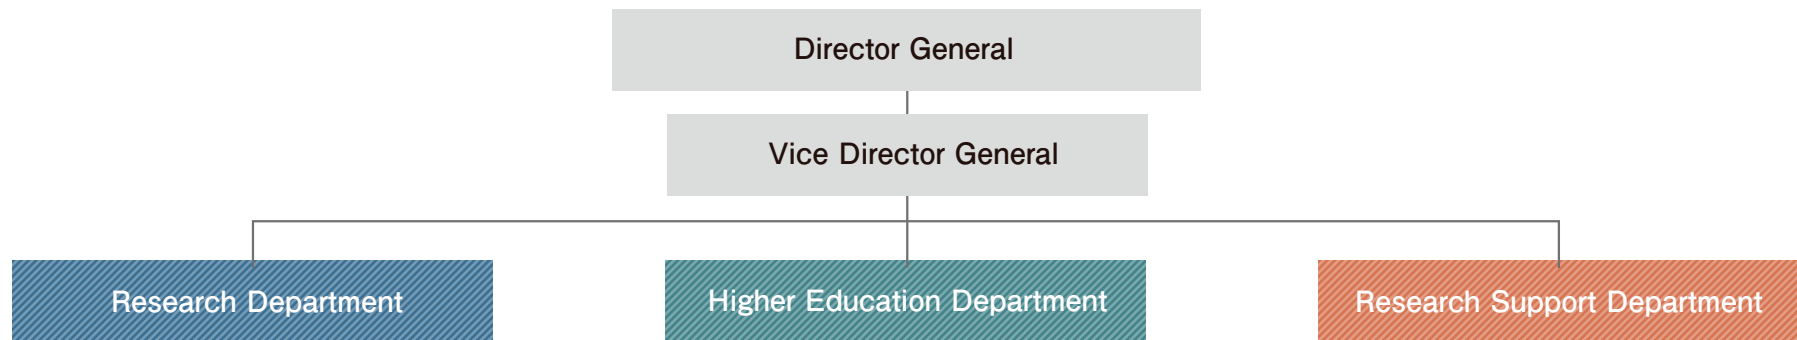 Director General
Vice Director General
Research Department
Higher Education Department
Research Support Department